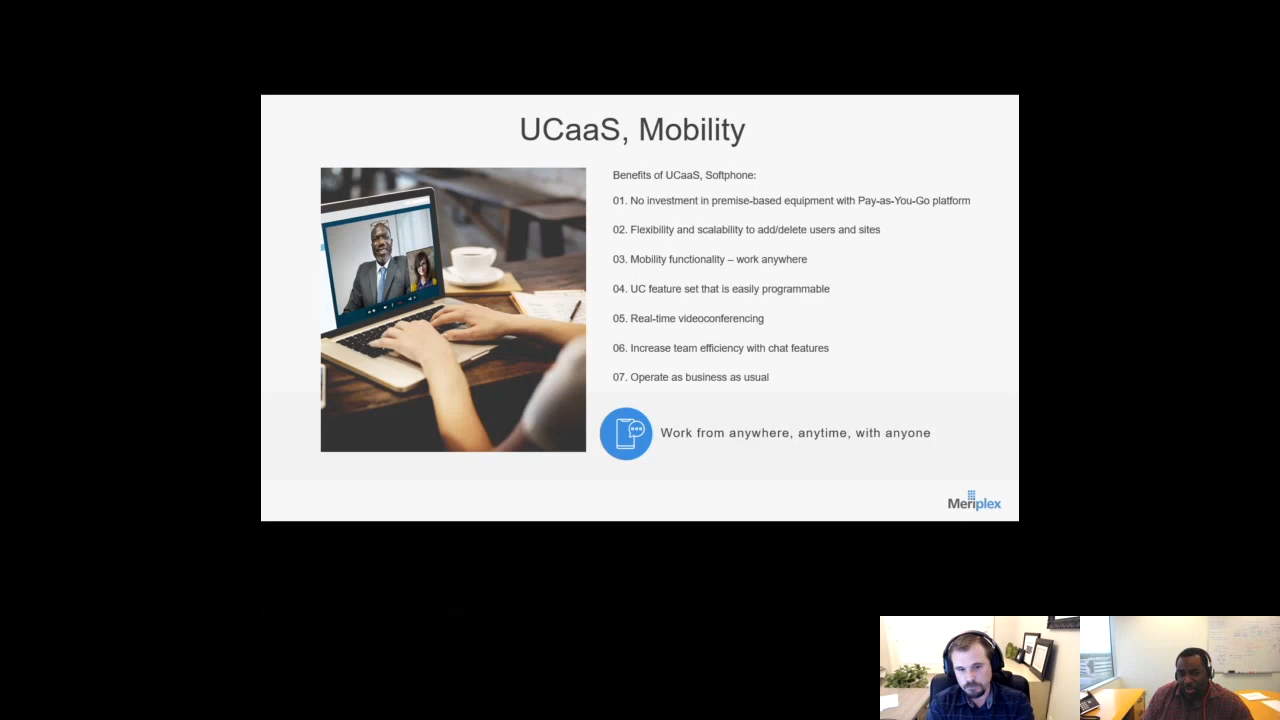 UCaaS, Mobility
Benefits of UCaaS, Softphone:
01. No investment in premise-based equipment with Pay-as-You-Go platform
02. Flexibility and scalability to add/delete users and sites
03. Mobility functionality – work anywhere
04. UC feature set that is easily programmable
05. Real-time videoconferencing
06. Increase team efficiency with chat features
07. Operate as business as usual
Work from anywhere, anytime, with anyone
Meriplex